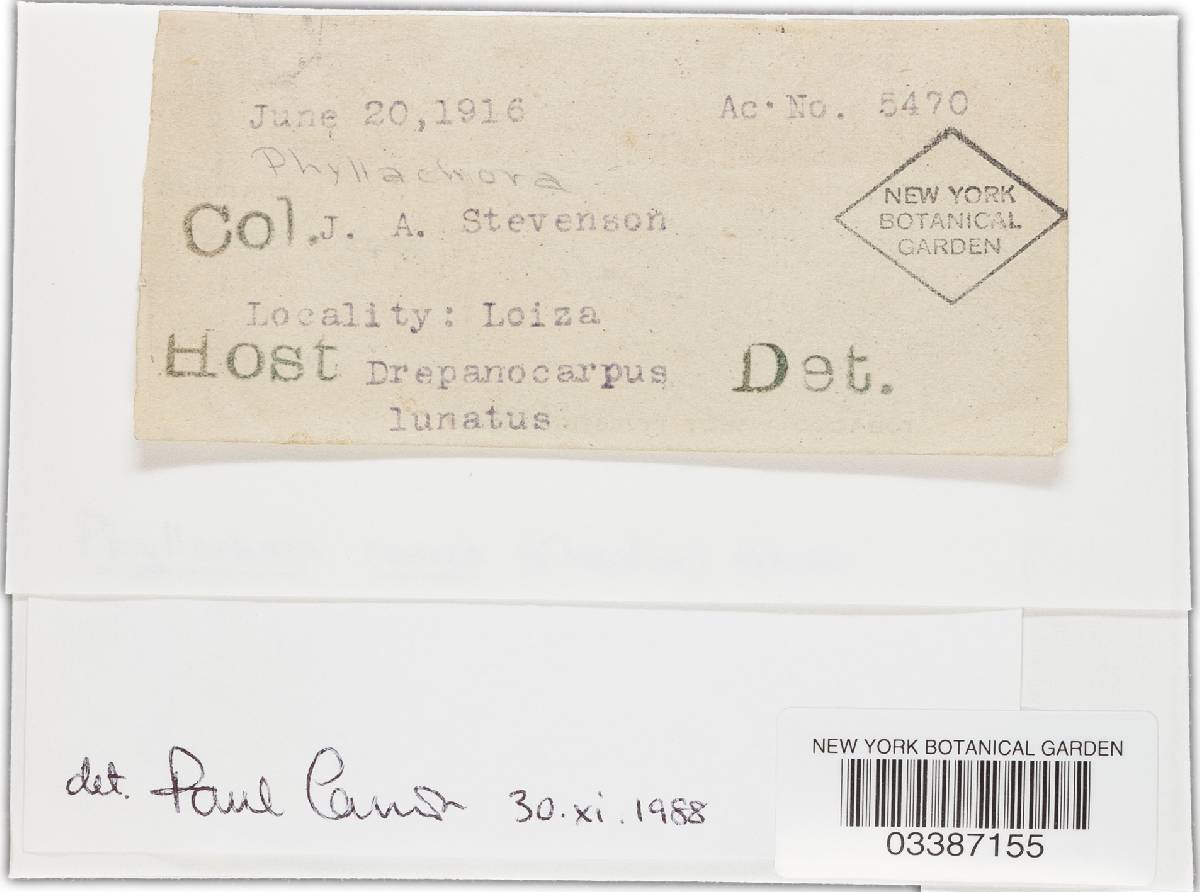 June 20,1916 Ac. No. 5470
Phyllachora
Col. J. A. Stevenson
NEW YORK
BOTANICAL
GARDEN
Locality: Loiza
Host Drepanocarpus Det.
lunatus
det. Paul Cannon 30.xi.1988
NEW YORK BOTANICAL GARDEN
03387155